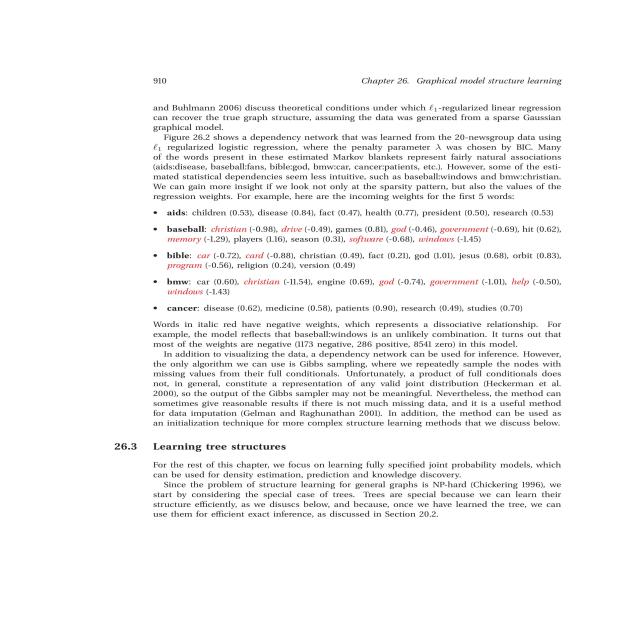 910
Chapter 26. Graphical model structure learning
and Buhlmann 2006) discuss theoretical conditions under which ℓ1-regularized linear regression
can recover the true graph structure, assuming the data was generated from a sparse Gaussian
graphical model.
Figure 26.2 shows a dependency network that was learned from the 20-newsgroup data using
ℓ1 regularized logistic regression, where the penalty parameter λ was chosen by BIC. Many
of the words present in these estimated Markov blankets represent fairly natural associations
(aids:disease, baseball:fans, bible:god, bmw:car, cancer:patients, etc.). However, some of the esti-
mated statistical dependencies seem less intuitive, such as baseball:windows and bmw:christian.
We can gain more insight if we look not only at the sparsity pattern, but also the values of the
regression weights. For example, here are the incoming weights for the first 5 words:
• aids: children (0.53), disease (0.84), fact (0.47), health (0.77), president (0.50), research (0.53)
• baseball: christian (-0.98), drive (-0.49), games (0.81), god (-0.46), government (-0.69), hit (0.62),
memory (-1.29), players (1.16), season (0.31), software (-0.68), windows (-1.45)
• bible: car (-0.72), card (-0.88), christian (0.49), fact (0.21), god (1.01), jesus (0.68), orbit (0.83),
program (-0.56), religion (0.24), version (0.49)
• bmw: car (0.60), christian (-11.54), engine (0.69), god (-0.74), government (-1.01), help (-0.50),
windows (-1.43)
• cancer: disease (0.62), medicine (0.58), patients (0.90), research (0.49), studies (0.70)
Words in italic red have negative weights, which represents a dissociative relationship. For
example, the model reflects that baseball:windows is an unlikely combination. It turns out that
most of the weights are negative (1173 negative, 286 positive, 8541 zero) in this model.
In addition to visualizing the data, a dependency network can be used for inference. However,
the only algorithm we can use is Gibbs sampling, where we repeatedly sample the nodes with
missing values from their full conditionals. Unfortunately, a product of full conditionals does
not, in general, constitute a representation of any valid joint distribution (Heckerman et al.
2000), so the output of the Gibbs sampler may not be meaningful. Nevertheless, the method can
sometimes give reasonable results if there is not much missing data, and it is a useful method
for data imputation (Gelman and Raghunathan 2001). In addition, the method can be used as
an initialization technique for more complex structure learning methods that we discuss below.
26.3 Learning tree structures
For the rest of this chapter, we focus on learning fully specified joint probability models, which
can be used for density estimation, prediction and knowledge discovery.
Since the problem of structure learning for general graphs is NP-hard (Chickering 1996), we
start by considering the special case of trees. Trees are special because we can learn their
structure efficiently, as we disuscs below, and because, once we have learned the tree, we can
use them for efficient exact inference, as discussed in Section 20.2.